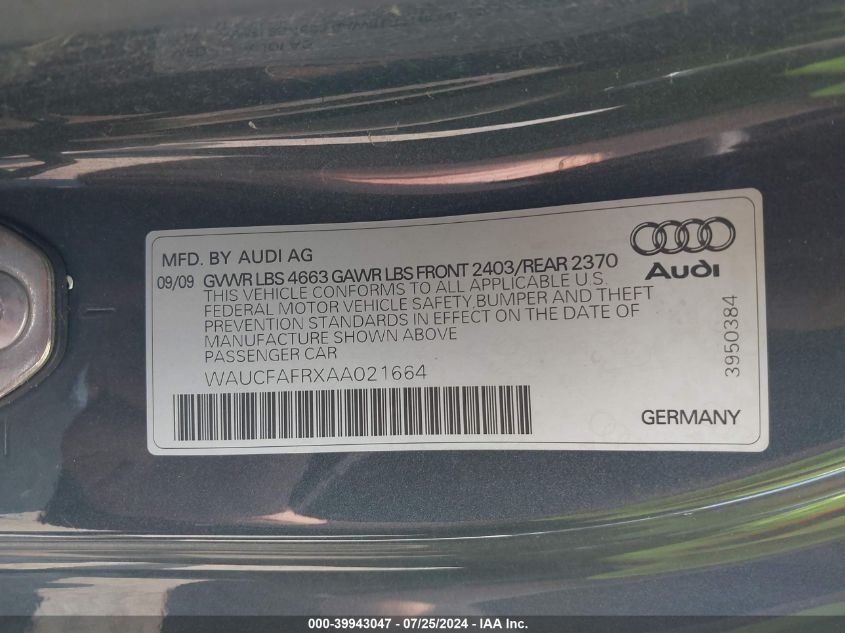 MFD. BY AUDI AG
09/09 GVWR LBS 4663 GAWR LBS FRONT 2403/REAR 2370
THIS VEHICLE CONFORMS TO ALL APPLICABLE U.S.
FEDERAL MOTOR VEHICLE SAFETY,BUMPER AND THEFT
PREVENTION STANDARDS IN EFFECT ON THE DATE OF
MANUFACTURE SHOWN ABOVE
PASSENGER CAR
WAUCFAFRXAA021664
Audi
3950384
GERMANY
000-39943047 - 07/25/2024 - IAAI.COM